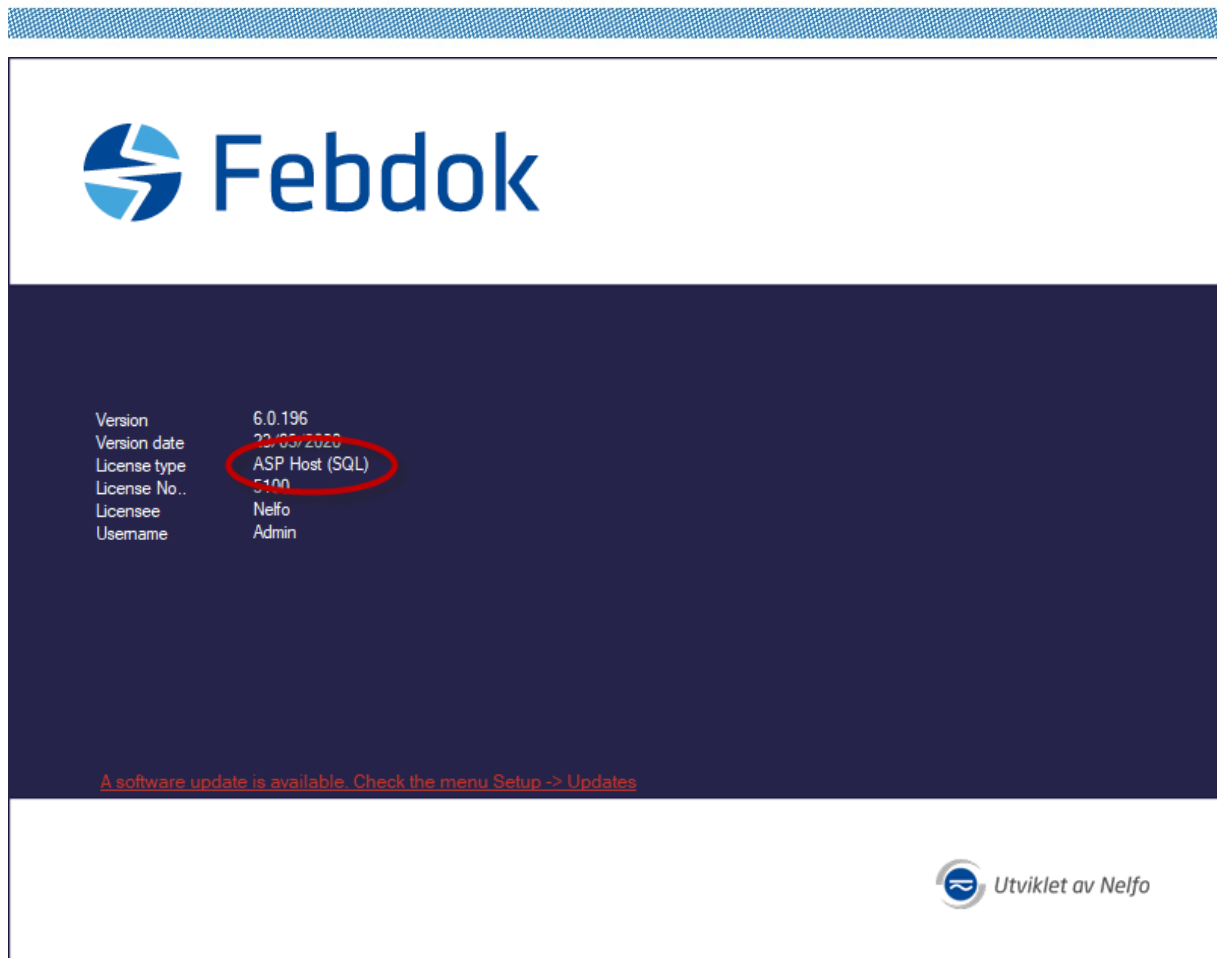 Febdok
Version 6.0.196
Version date
License type ASP Host (SQL)
License No.. 5100
Licensee Nelfo
Username Admin
A software update is available. Check the menu Setup -> Updates
Utviklet av Nelfo